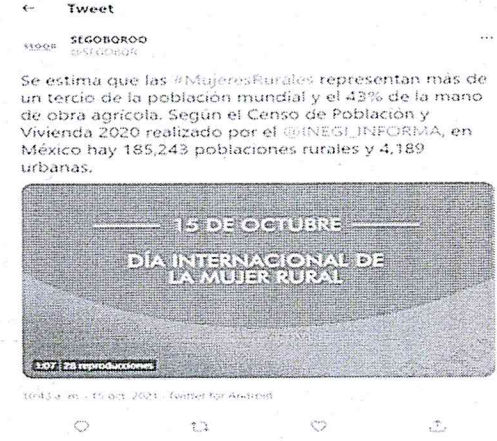 ← Tweet
SEGOBQROO
@SEGOBQR
Se estima que las #MujeresRurales representan más de
un tercio de la población mundial y el 43% de la mano
de obra agrícola. Según el Censo de Población y
Vivienda 2020 realizado por el @INEGI_INFORMA, en
México hay 185,243 poblaciones rurales y 4,189
urbanas.
15 DE OCTUBRE
DÍA INTERNACIONAL DE
LA MUJER RURAL
1:07 28 reproducciones
10:43 a. m. · 15 oct. 2021 · Twitter for Android